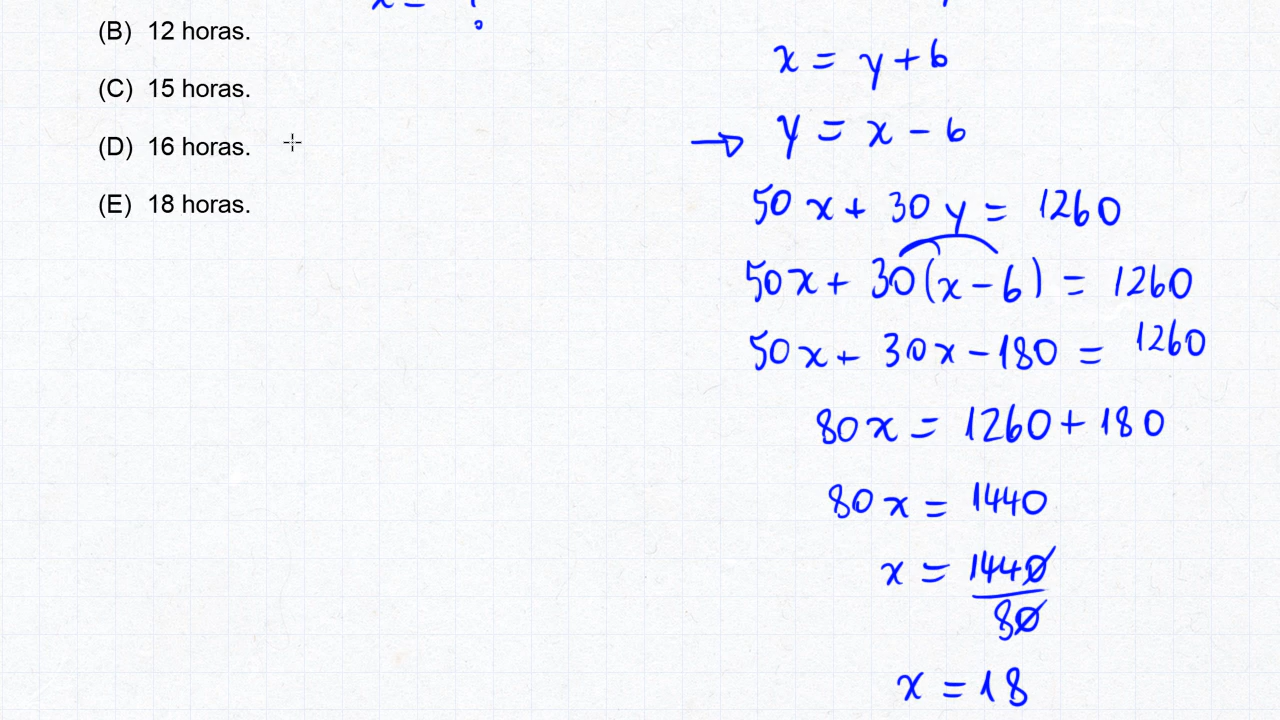 (B) 12 horas.
(C) 15 horas.
(D) 16 horas.
(E) 18 horas.
x = y + 6
→ y = x - 6
50x + 30y = 1260
50x + 30(x - 6) = 1260
50x + 30x - 180 = 1260
80x = 1260 + 180
80x = 1440
x = 1440
80
x = 18